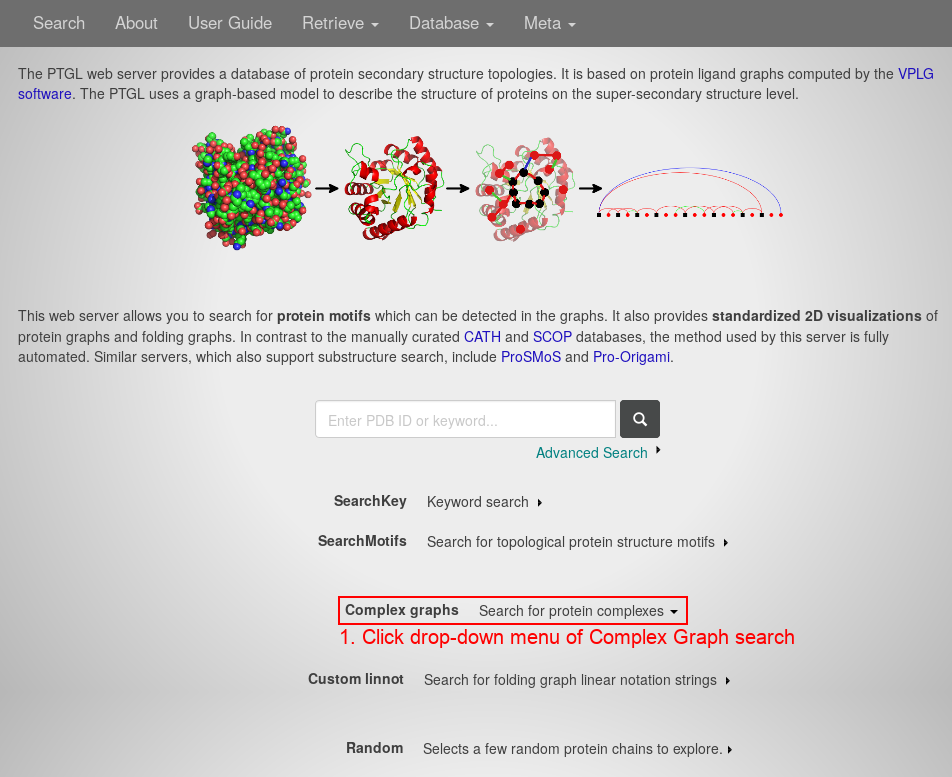 Search About User Guide Retrieve Database Meta
The PTGL web server provides a database of protein secondary structure topologies. It is based on protein ligand graphs computed by the VPLG
software. The PTGL uses a graph-based model to describe the structure of proteins on the super-secondary structure level.
This web server allows you to search for protein motifs which can be detected in the graphs. It also provides standardized 2D visualizations of
protein graphs and folding graphs. In contrast to the manually curated CATH and SCOP databases, the method used by this server is fully
automated. Similar servers, which also support substructure search, include ProSMoS and Pro-Origami.
Enter PDB ID or keyword...
Advanced Search
SearchKey Keyword search
SearchMotifs Search for topological protein structure motifs
Complex graphs Search for protein complexes
1. Click drop-down menu of Complex Graph search
Custom linnot Search for folding graph linear notation strings
Random Selects a few random protein chains to explore.